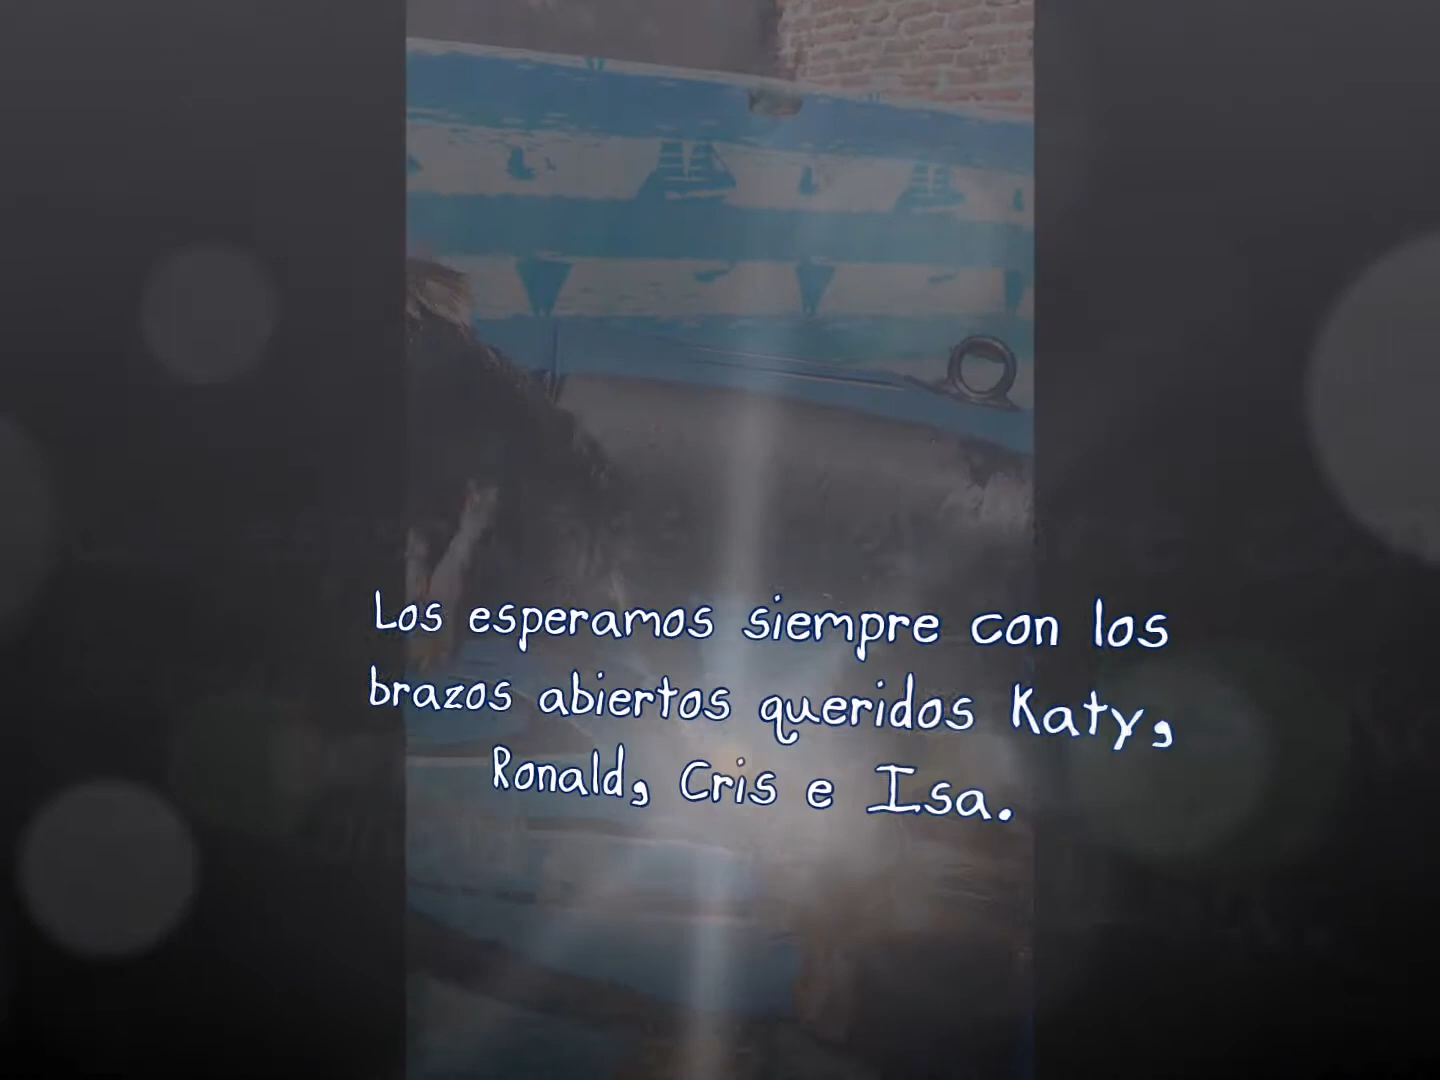 Los esperamos siempre con los
brazos abiertos queridos Katy,
Ronald, Cris e Isa.